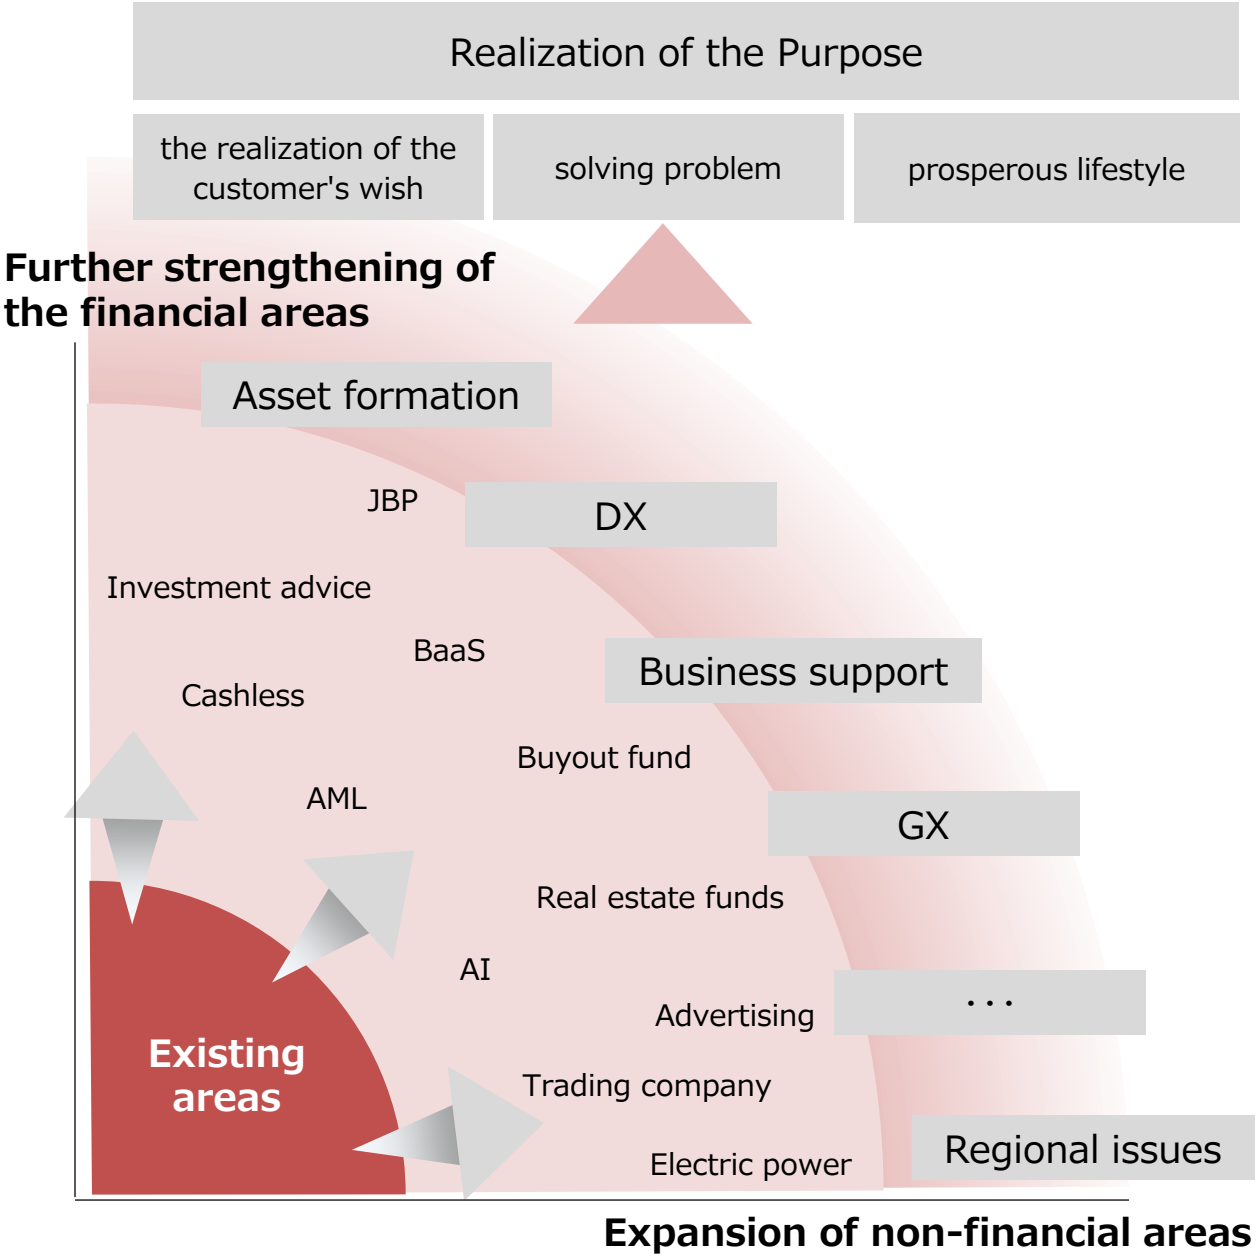 Realization of the Purpose
the realization of the
customer's wish
solving problem
prosperous lifestyle
Further strengthening of
the financial areas
Asset formation
JBP
DX
Investment advice
BaaS
Business support
Cashless
Buyout fund
AML
GX
Real estate funds
AI
Advertising
・・・
Existing
areas
Trading company
Electric power
Regional issues
Expansion of non-financial areas